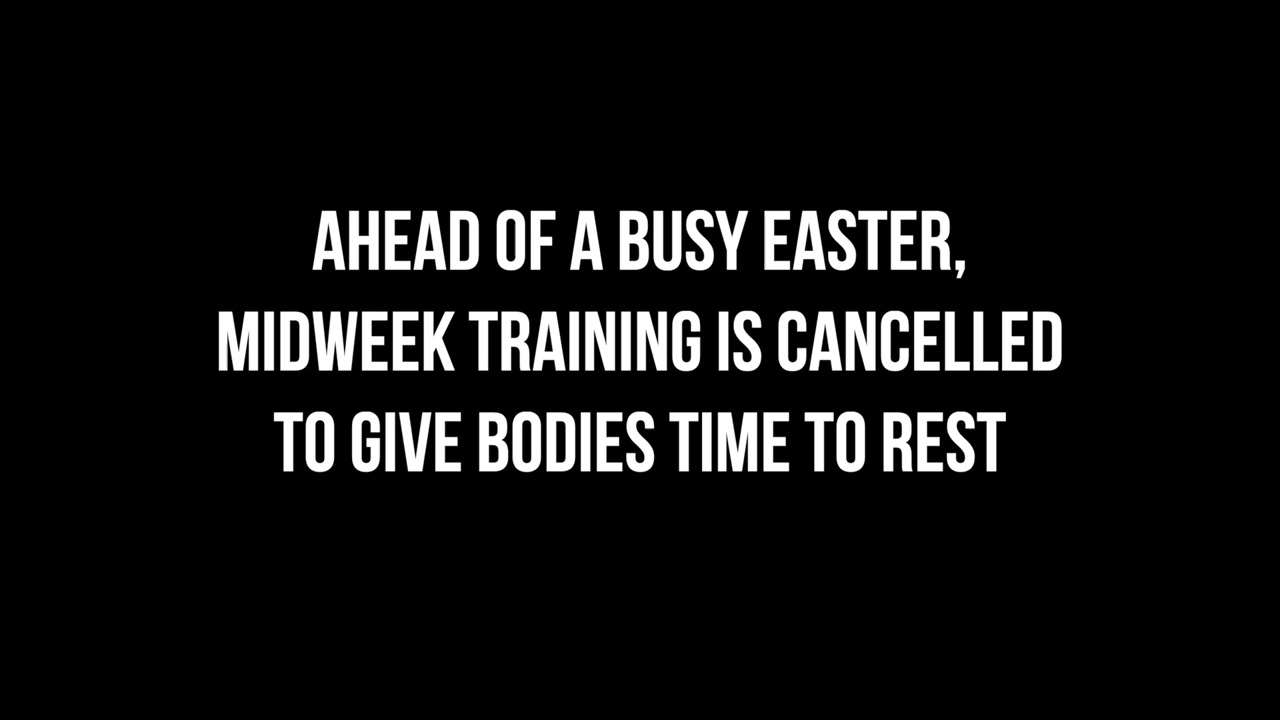 AHEAD OF A BUSY EASTER,
MIDWEEK TRAINING IS CANCELLED
TO GIVE BODIES TIME TO REST